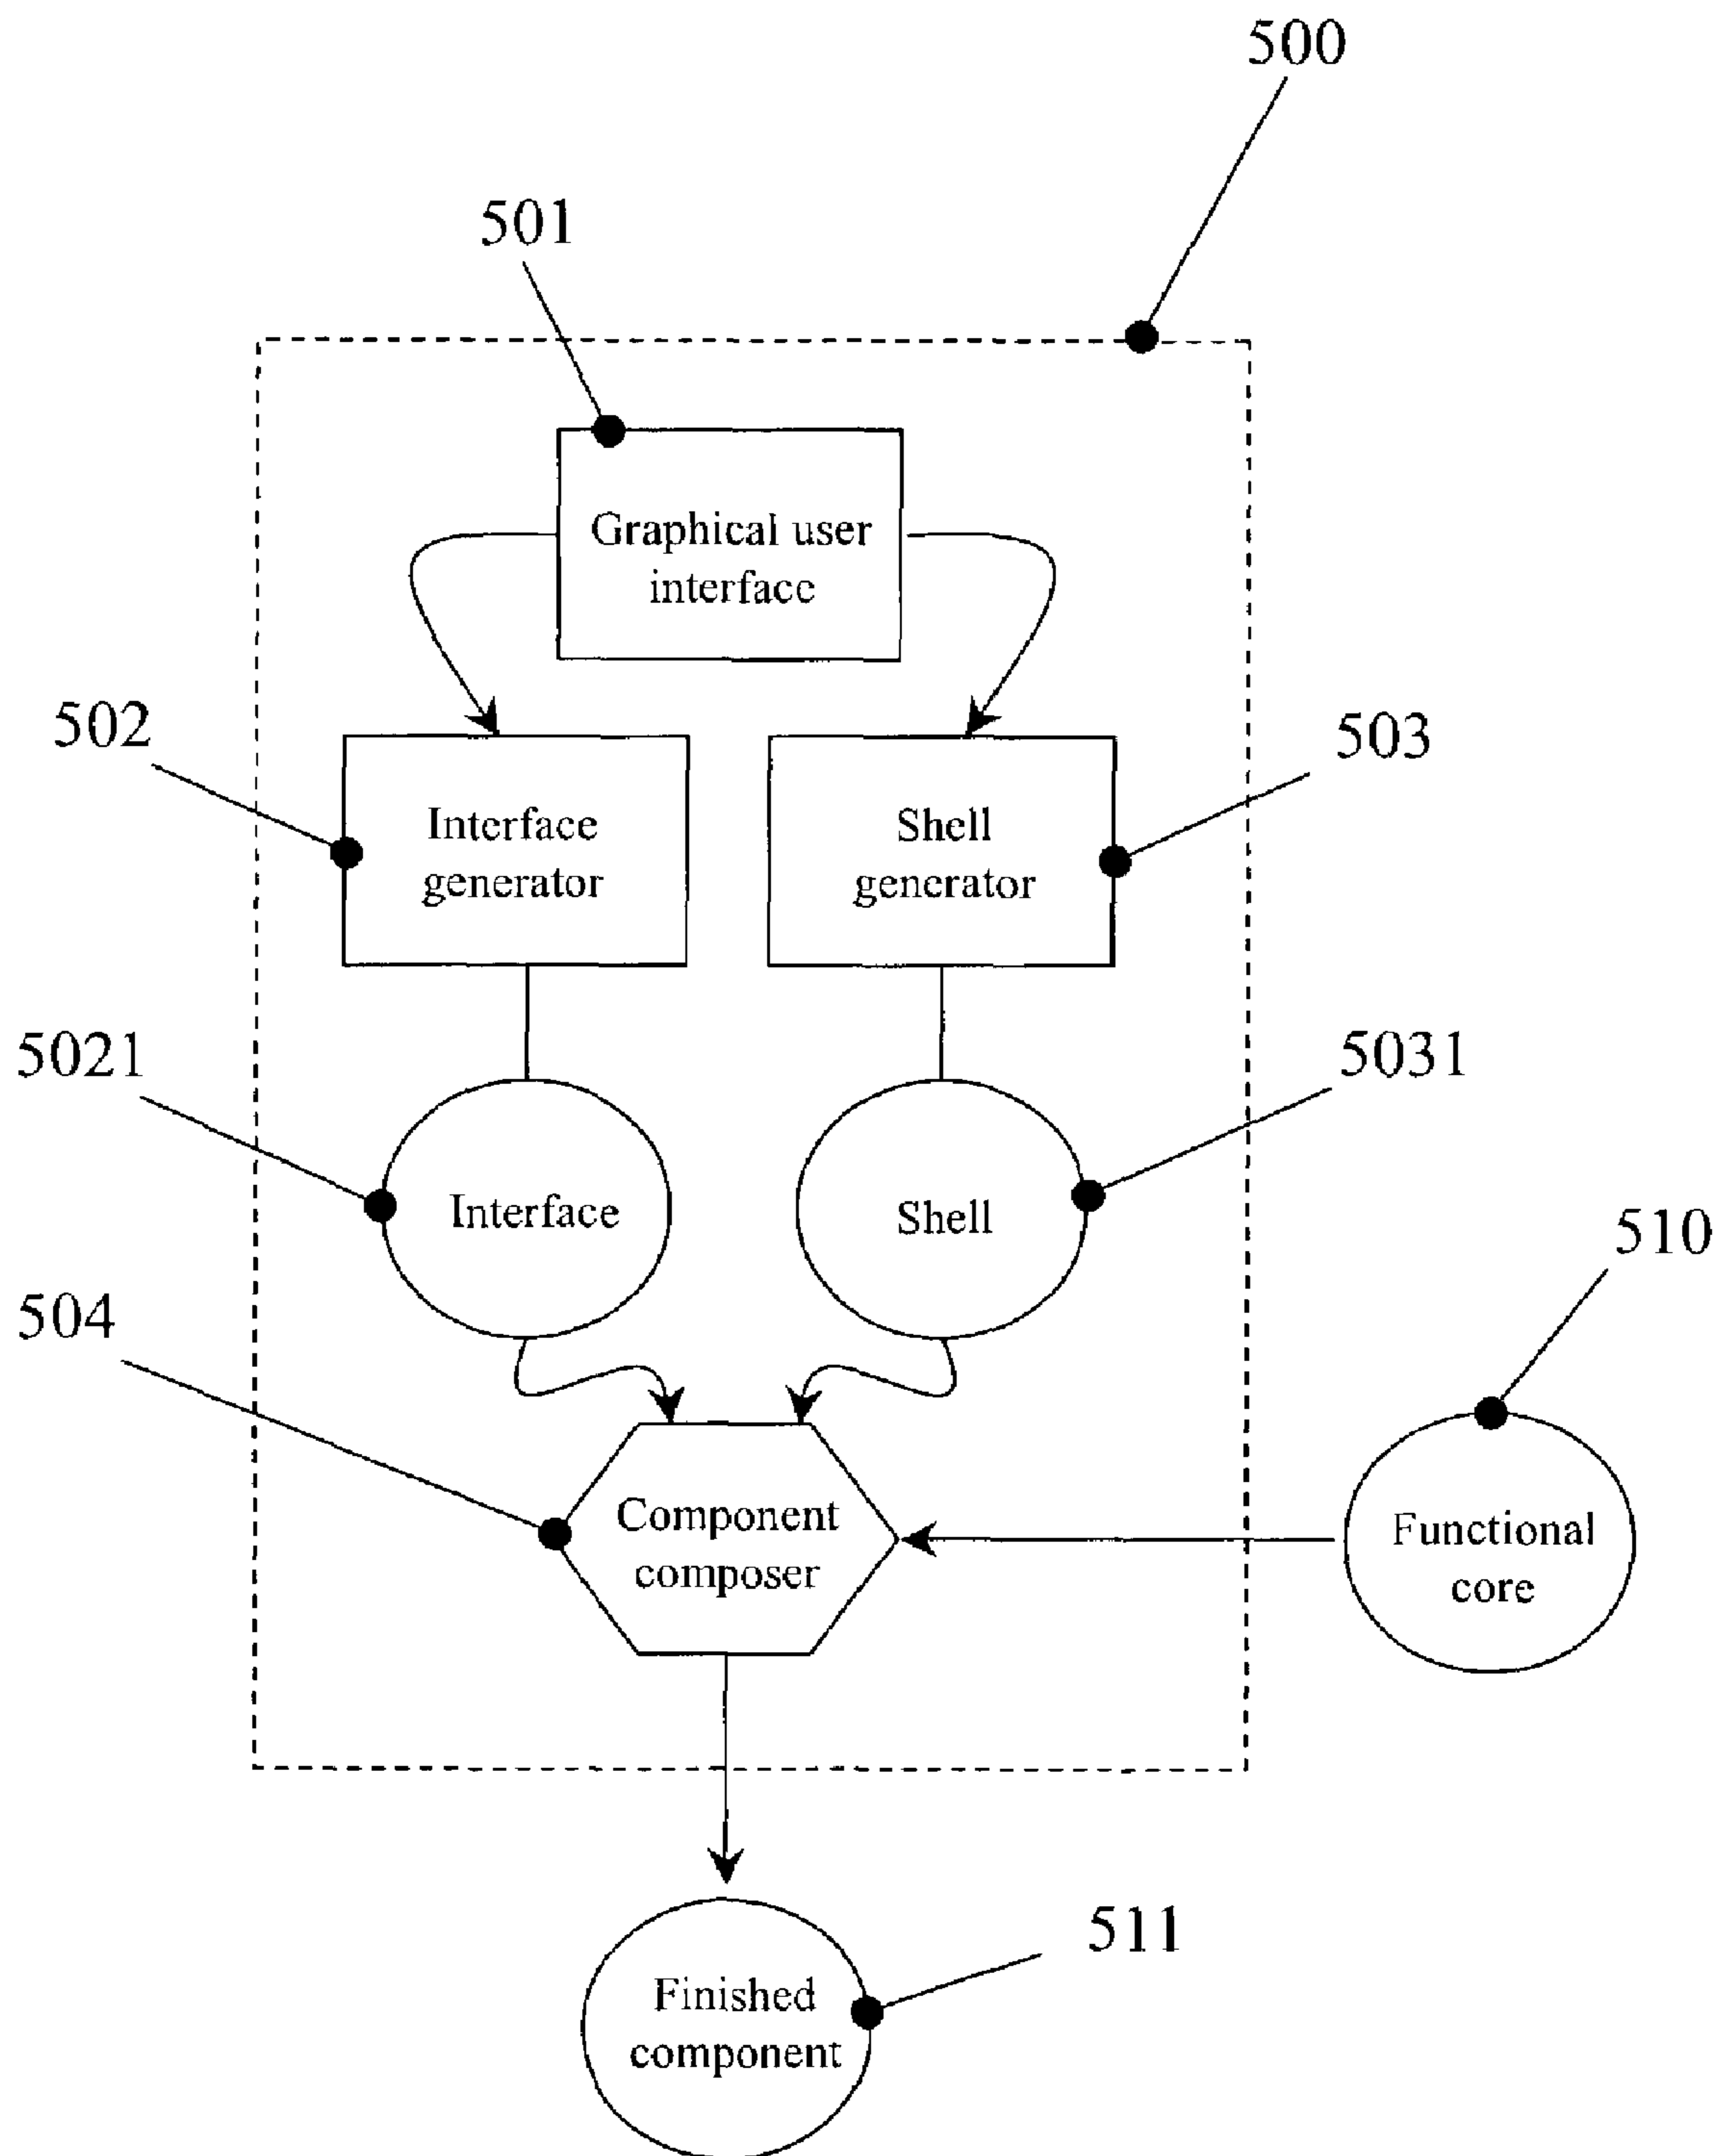 500
501
Graphical user
interface
502
503
Interface
generator
Shell
generator
5021
5031
Interface
Shell
510
504
Component
composer
Functional
core
511
Finished
component